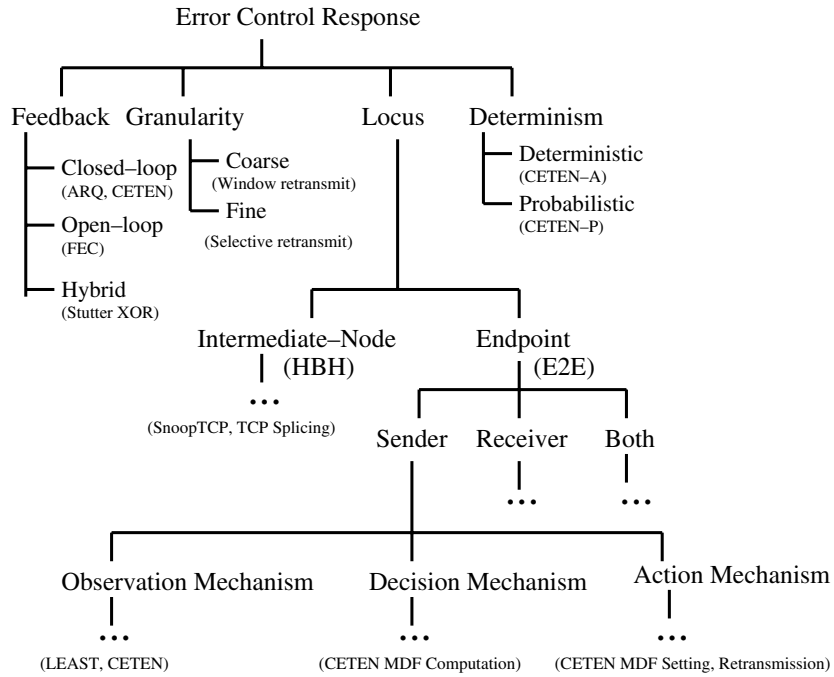 Error Control Response
Feedback Granularity Locus Determinism
Closed–loop
(ARQ, CETEN)
Open–loop
(FEC)
Hybrid
(Stutter XOR)
Coarse
(Window retransmit)
Fine
(Selective retransmit)
Deterministic
(CETEN–A)
Probabilistic
(CETEN–P)
Intermediate–Node
(HBH)
...
(SnoopTCP, TCP Splicing)
Endpoint
(E2E)
Sender Receiver Both
... ...
Observation Mechanism
...
(LEAST, CETEN)
Decision Mechanism
...
(CETEN MDF Computation)
Action Mechanism
...
(CETEN MDF Setting, Retransmission)